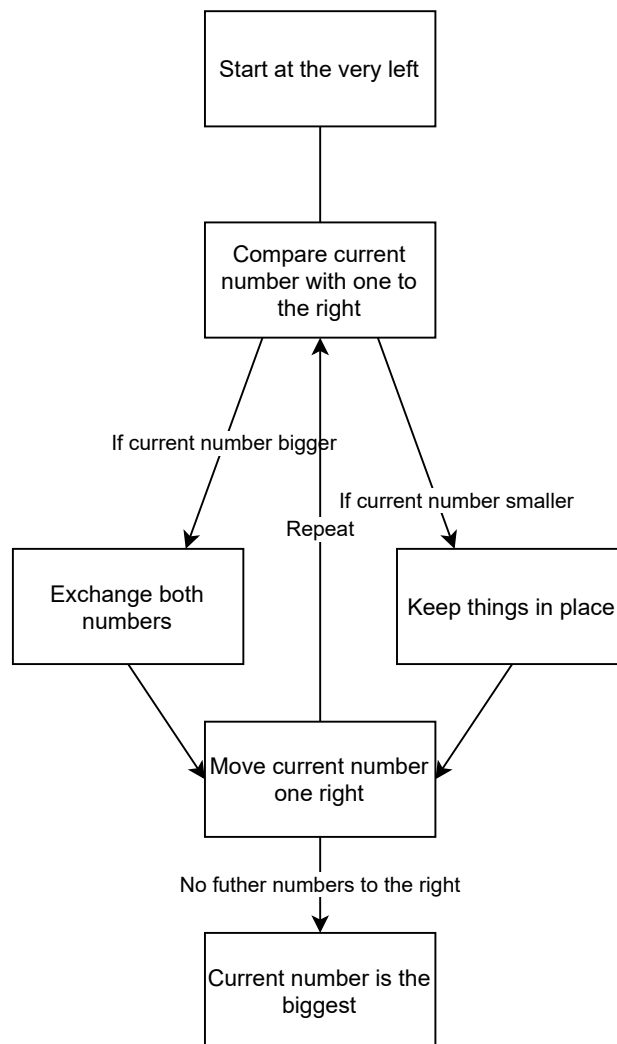 Start at the very left
Compare current
number with one to
the right
If current number bigger
If current number smaller
Repeat
Exchange both
numbers
Keep things in place
Move current number
one right
No futher numbers to the right
Current number is the
biggest